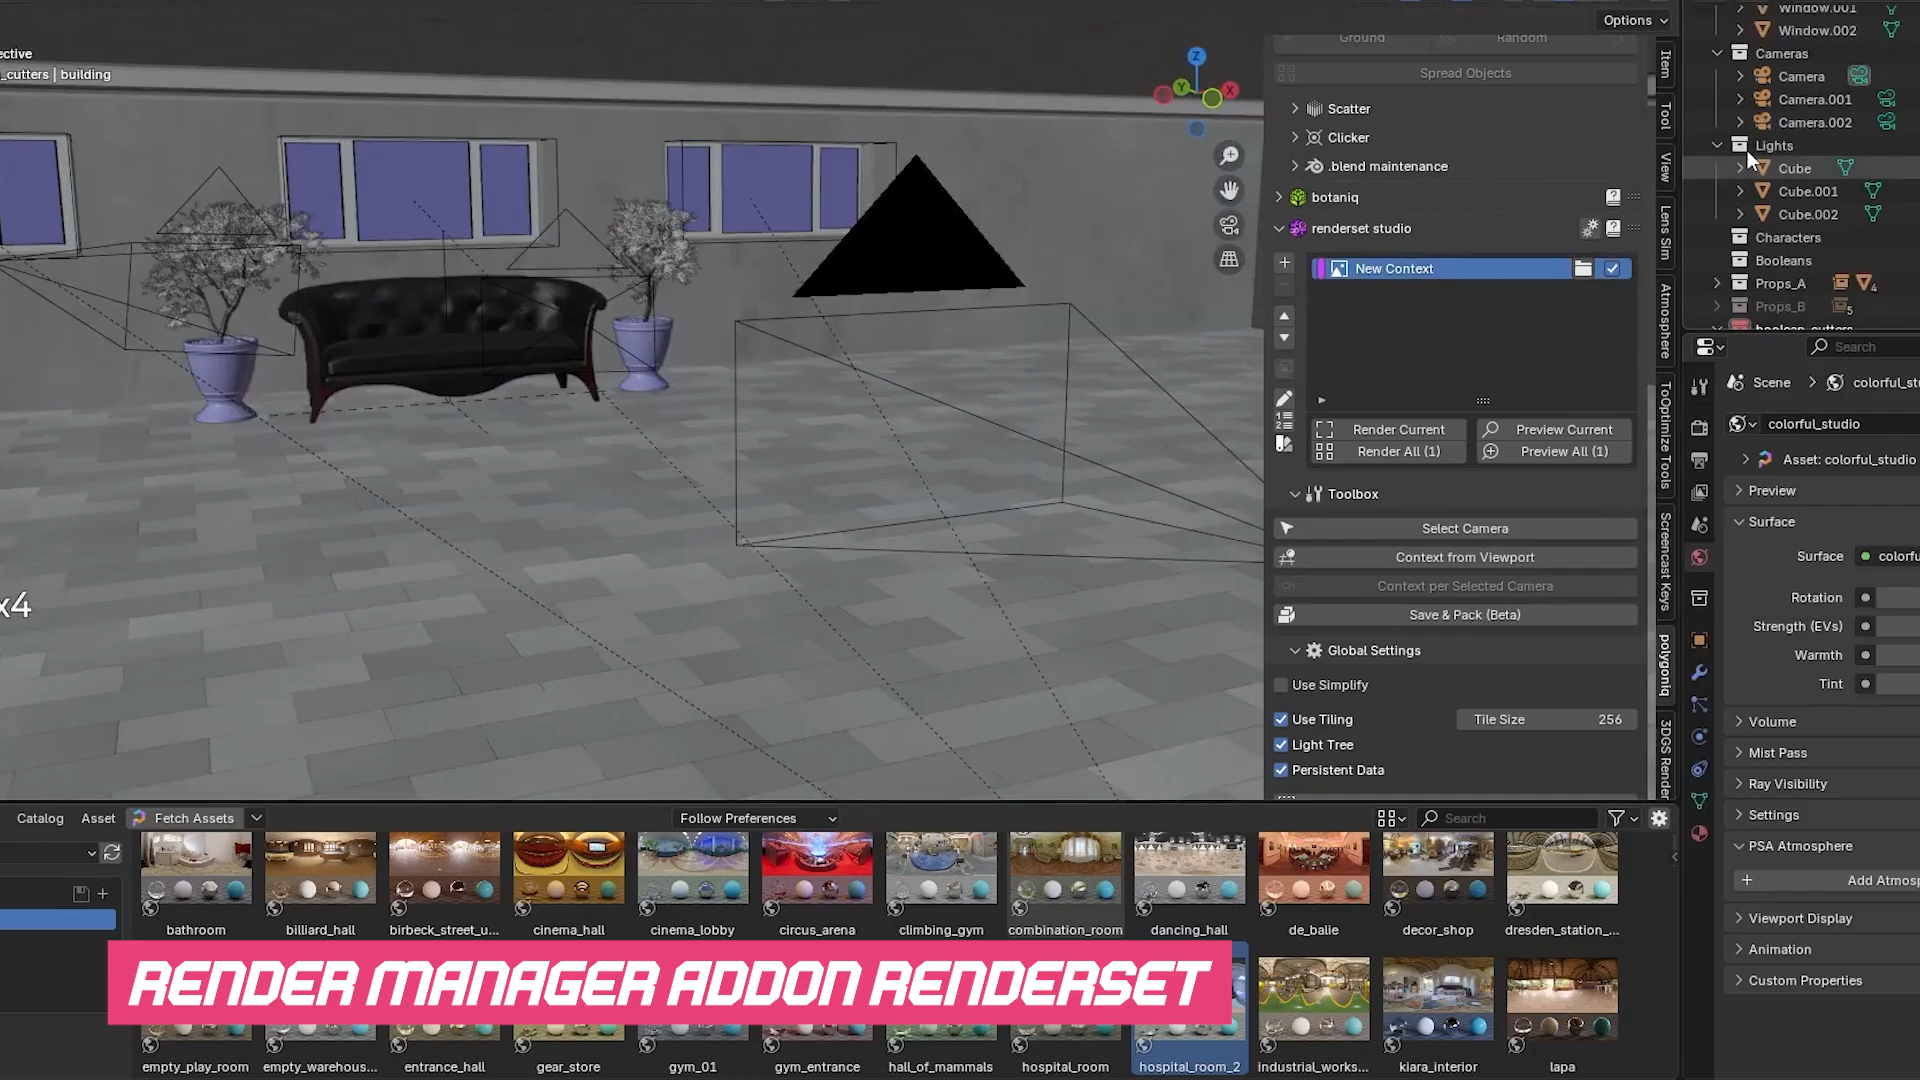 Options
ective
_cutters | building
Ground
Random
Spread Objects
Scatter
Clicker
.blend maintenance
botaniq
renderset studio
New Context
Render Current
Preview Current
Render All (1)
Preview All (1)
Toolbox
Select Camera
Context from Viewport
Context per Selected Camera
Save & Pack (Beta)
Global Settings
Use Simplify
Use Tiling
Tile Size 256
Light Tree
Persistent Data
x4
Z
Y
X
Item
Tool
View
Lens Sim
Atmosphere
ToOptimize Tools
Screencast Keys
polygoniq
3DGS Render
Window.001
Window.002
Cameras
Camera
Camera.001
Camera.002
Lights
Cube
Cube.001
Cube.002
Characters
Booleans
Props_A
4
Props_B
5
boolean_cutters
Search
Scene
colorful_st
colorful_studio
Asset: colorful_studio
Preview
Surface
Surface
colorfu
Rotation
Strength (EVs)
Warmth
Tint
Volume
Mist Pass
Ray Visibility
Settings
PSA Atmosphere
Add Atmosp
Viewport Display
Animation
Custom Properties
Catalog
Asset
Fetch Assets
Follow Preferences
Search
bathroom
billiard_hall
birbeck_street_u...
cinema_hall
cinema_lobby
circus_arena
climbing_gym
combination_room
dancing_hall
de_balie
decor_shop
dresden_station_...
RENDER MANAGER ADDON RENDERSET
empty_play_room
empty_warehous...
entrance_hall
gear_store
gym_01
gym_entrance
hall_of_mammals
hospital_room
hospital_room_2
industrial_works...
kiara_interior
lapa